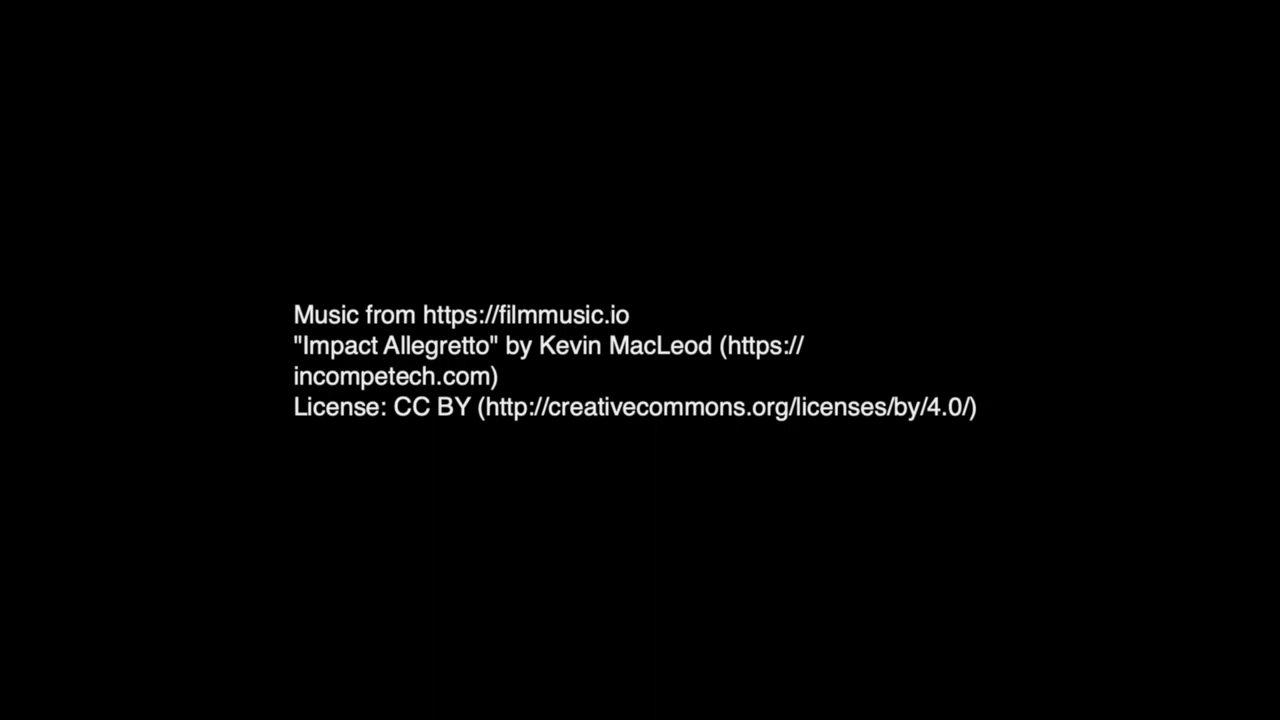 Music from https://filmmusic.io
"Impact Allegretto" by Kevin MacLeod (https://
incompetech.com)
License: CC BY (http://creativecommons.org/licenses/by/4.0/)